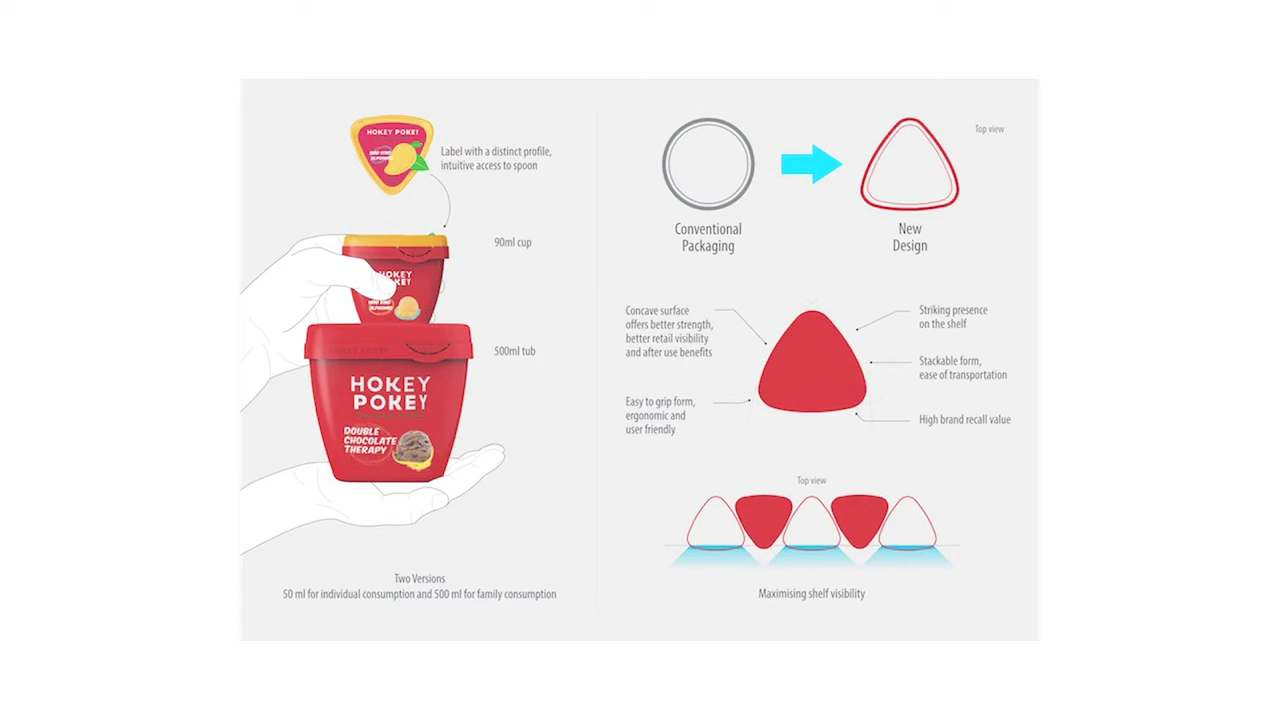 HOKEY POKEY
Label with a distinct profile,
intuitive access to spoon
90ml cup
HOKEY
500ml tub
HOKEY
POKEY
DOUBLE
CHOCOLATE
THERAPY
Two Versions
50 ml for individual consumption and 500 ml for family consumption
Top view
Conventional
Packaging
New
Design
Concave surface
offers better strength,
better retail visibility
and after use benefits
Easy to grip form,
ergonomic and
user friendly
Striking presence
on the shelf
Stackable form,
ease of transportation
High brand recall value
Top view
Maximising shelf visibility